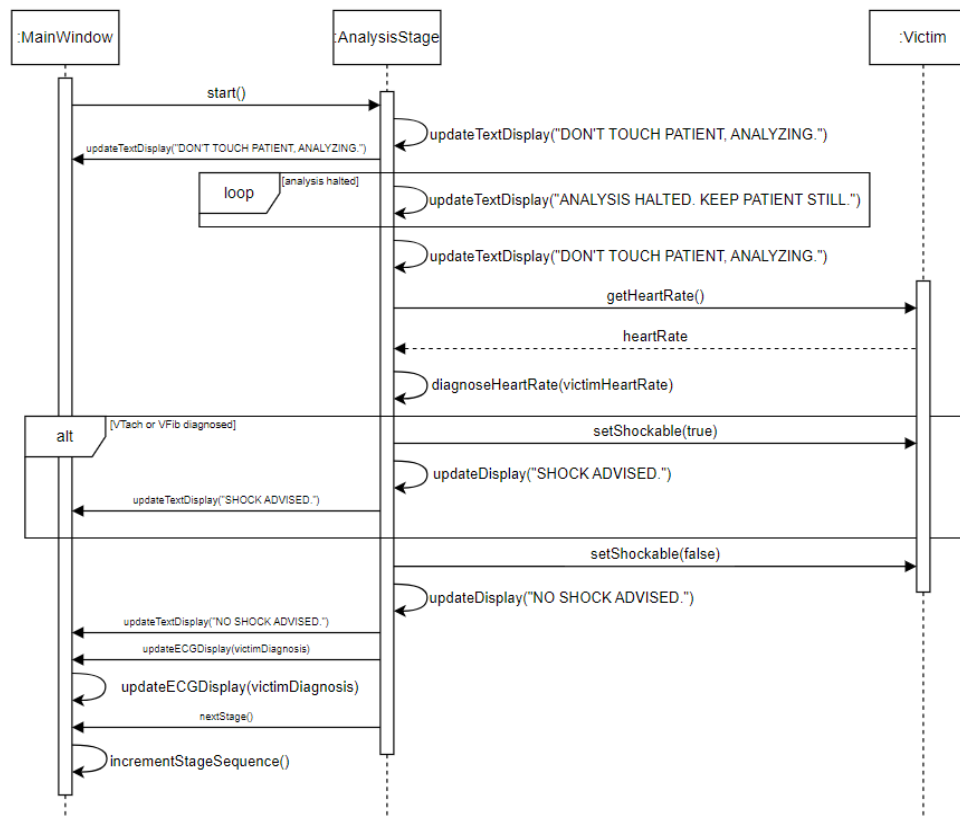 :MainWindow
:AnalysisStage
:Victim
start()
updateTextDisplay("DON'T TOUCH PATIENT, ANALYZING.")
updateTextDisplay("DON'T TOUCH PATIENT, ANALYZING.")
loop
[analysis halted]
updateTextDisplay("ANALYSIS HALTED. KEEP PATIENT STILL.")
updateTextDisplay("DON'T TOUCH PATIENT, ANALYZING.")
getHeartRate()
heartRate
diagnoseHeartRate(victimHeartRate)
alt
[VTach or VFib diagnosed]
setShockable(true)
updateDisplay("SHOCK ADVISED.")
updateTextDisplay("SHOCK ADVISED.")
setShockable(false)
updateDisplay("NO SHOCK ADVISED.")
updateTextDisplay("NO SHOCK ADVISED.")
updateECGDisplay(victimDiagnosis)
updateECGDisplay(victimDiagnosis)
nextStage()
incrementStageSequence()